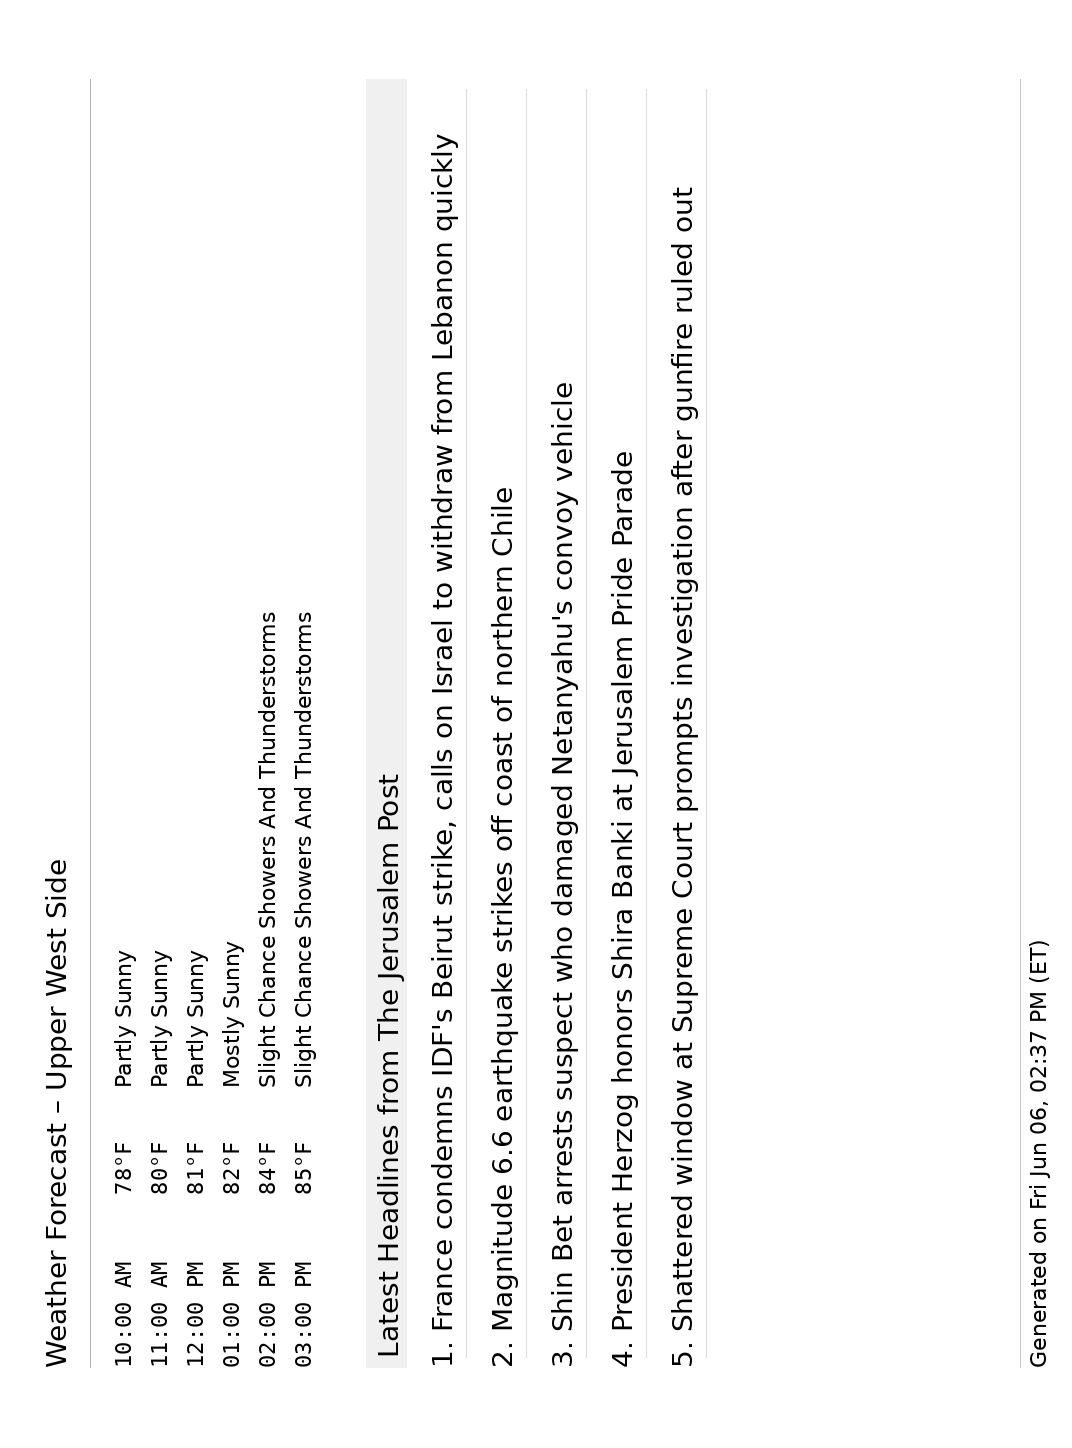 Weather Forecast – Upper West Side
10:00 AM 78°F Partly Sunny
11:00 AM 80°F Partly Sunny
12:00 PM 81°F Partly Sunny
01:00 PM 82°F Mostly Sunny
02:00 PM 84°F Slight Chance Showers And Thunderstorms
03:00 PM 85°F Slight Chance Showers And Thunderstorms
Latest Headlines from The Jerusalem Post
1. France condemns IDF's Beirut strike, calls on Israel to withdraw from Lebanon quickly
2. Magnitude 6.6 earthquake strikes off coast of northern Chile
3. Shin Bet arrests suspect who damaged Netanyahu's convoy vehicle
4. President Herzog honors Shira Banki at Jerusalem Pride Parade
5. Shattered window at Supreme Court prompts investigation after gunfire ruled out
Generated on Fri Jun 06, 02:37 PM (ET)